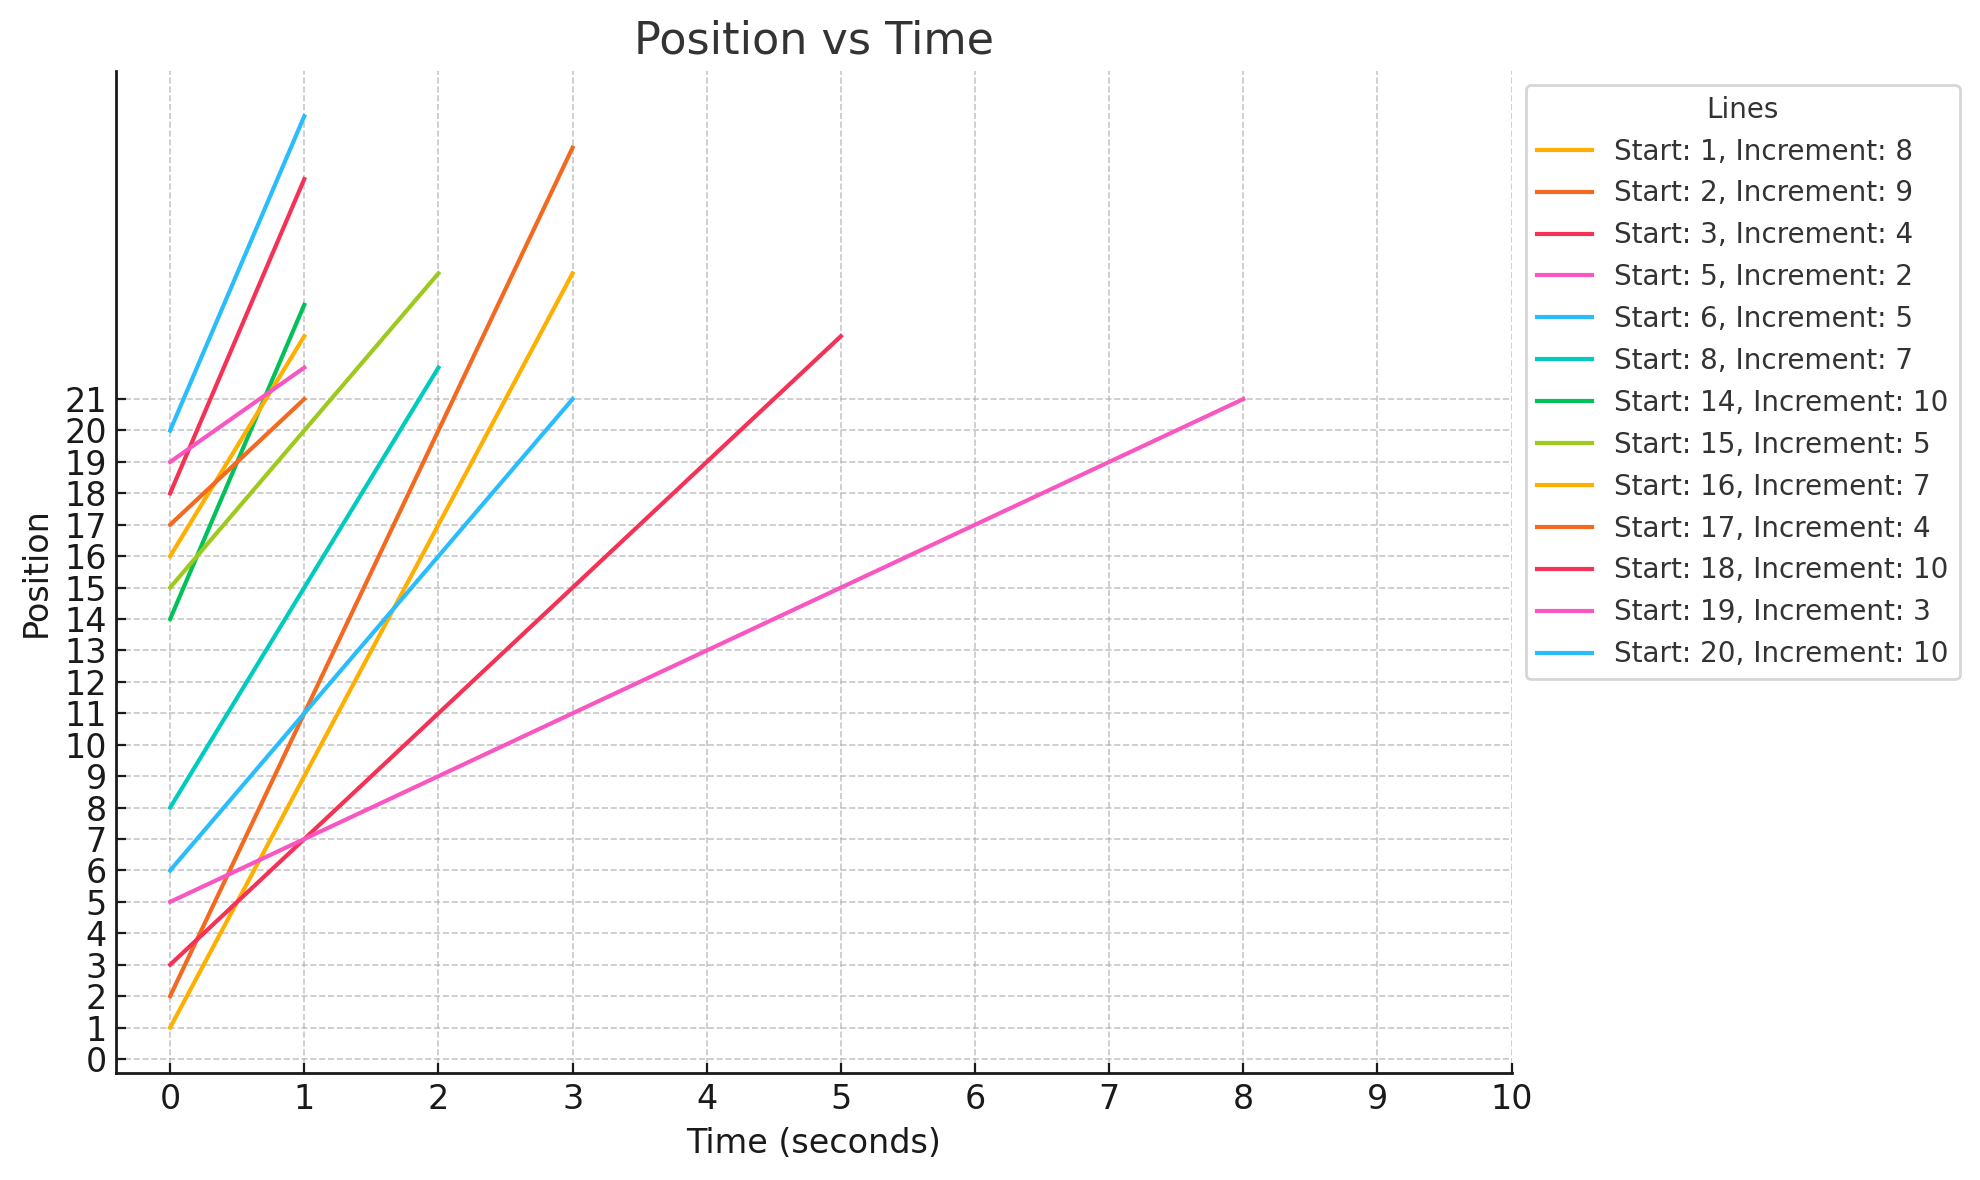 Position vs Time
Position
21
20
19
18
17
16
15
14
13
12
11
10
9
8
7
6
5
4
3
2
1
0
0 1 2 3 4 5 6 7 8 9 10
Time (seconds)
Lines
Start: 1, Increment: 8
Start: 2, Increment: 9
Start: 3, Increment: 4
Start: 5, Increment: 2
Start: 6, Increment: 5
Start: 8, Increment: 7
Start: 14, Increment: 10
Start: 15, Increment: 5
Start: 16, Increment: 7
Start: 17, Increment: 4
Start: 18, Increment: 10
Start: 19, Increment: 3
Start: 20, Increment: 10